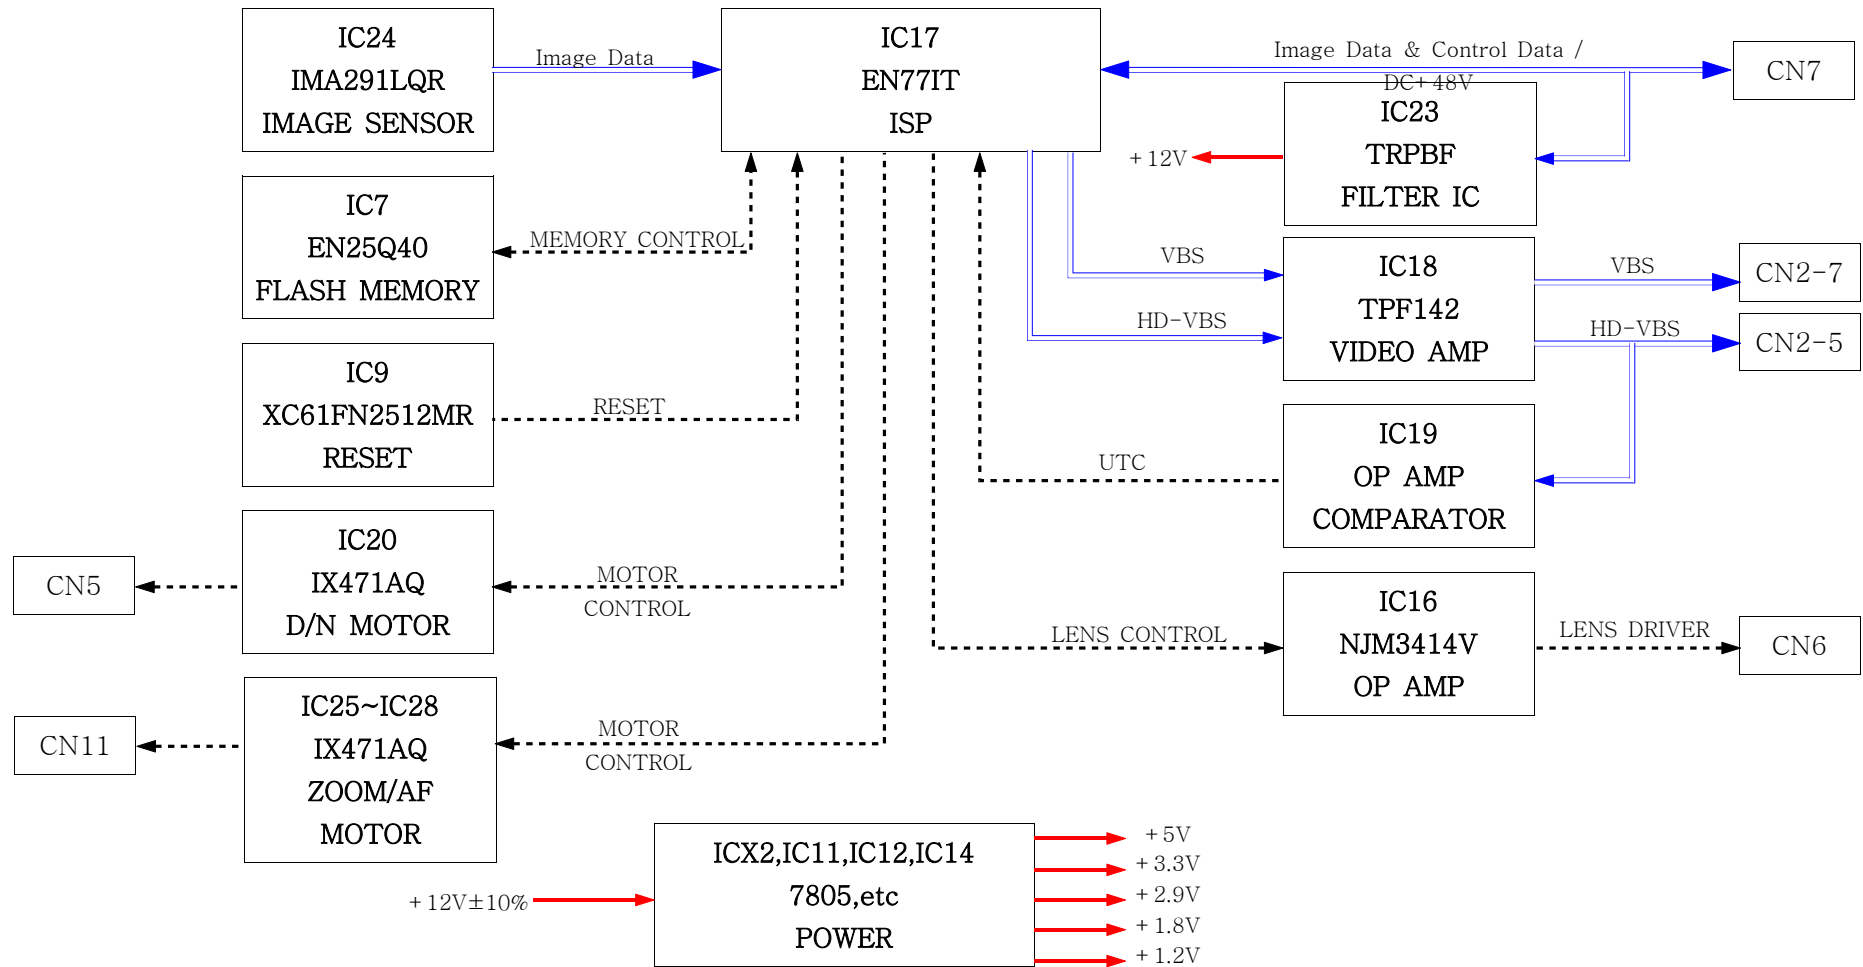 IC24
IMA291LQR
IMAGE SENSOR
Image Data
IC17
EN77IT
ISP
Image Data & Control Data /
DC+48V
CN7
IC23
TRPBF
FILTER IC
+12V
IC7
EN25Q40
FLASH MEMORY
MEMORY CONTROL
VBS
HD-VBS
IC18
TPF142
VIDEO AMP
VBS
CN2-7
HD-VBS
CN2-5
IC9
XC61FN2512MR
RESET
RESET
UTC
IC19
OP AMP
COMPARATOR
CN5
IC20
IX471AQ
D/N MOTOR
MOTOR
CONTROL
LENS CONTROL
IC16
NJM3414V
OP AMP
LENS DRIVER
CN6
CN11
IC25~IC28
IX471AQ
ZOOM/AF
MOTOR
MOTOR
CONTROL
+12V±10%
ICX2,IC11,IC12,IC14
7805,etc
POWER
+5V
+3.3V
+2.9V
+1.8V
+1.2V